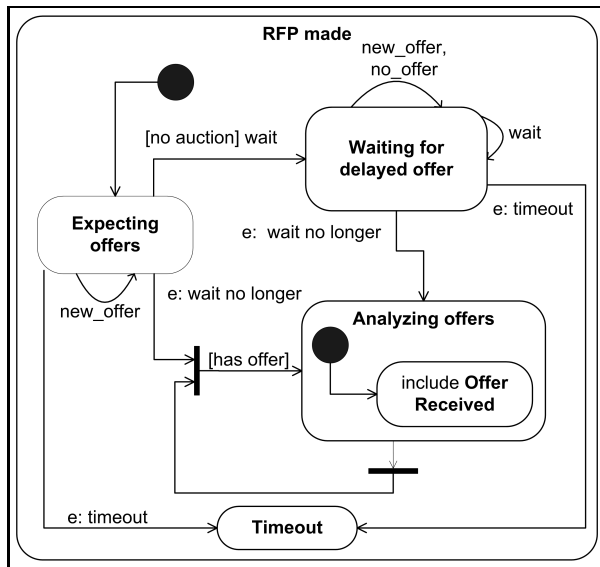 RFP made
new_offer,
no_offer
[no auction] wait
wait
Waiting for
delayed offer
e: timeout
Expecting
offers
e: wait no longer
e: wait no longer
new_offer
Analyzing offers
[has offer]
include Offer
Received
e: timeout
Timeout